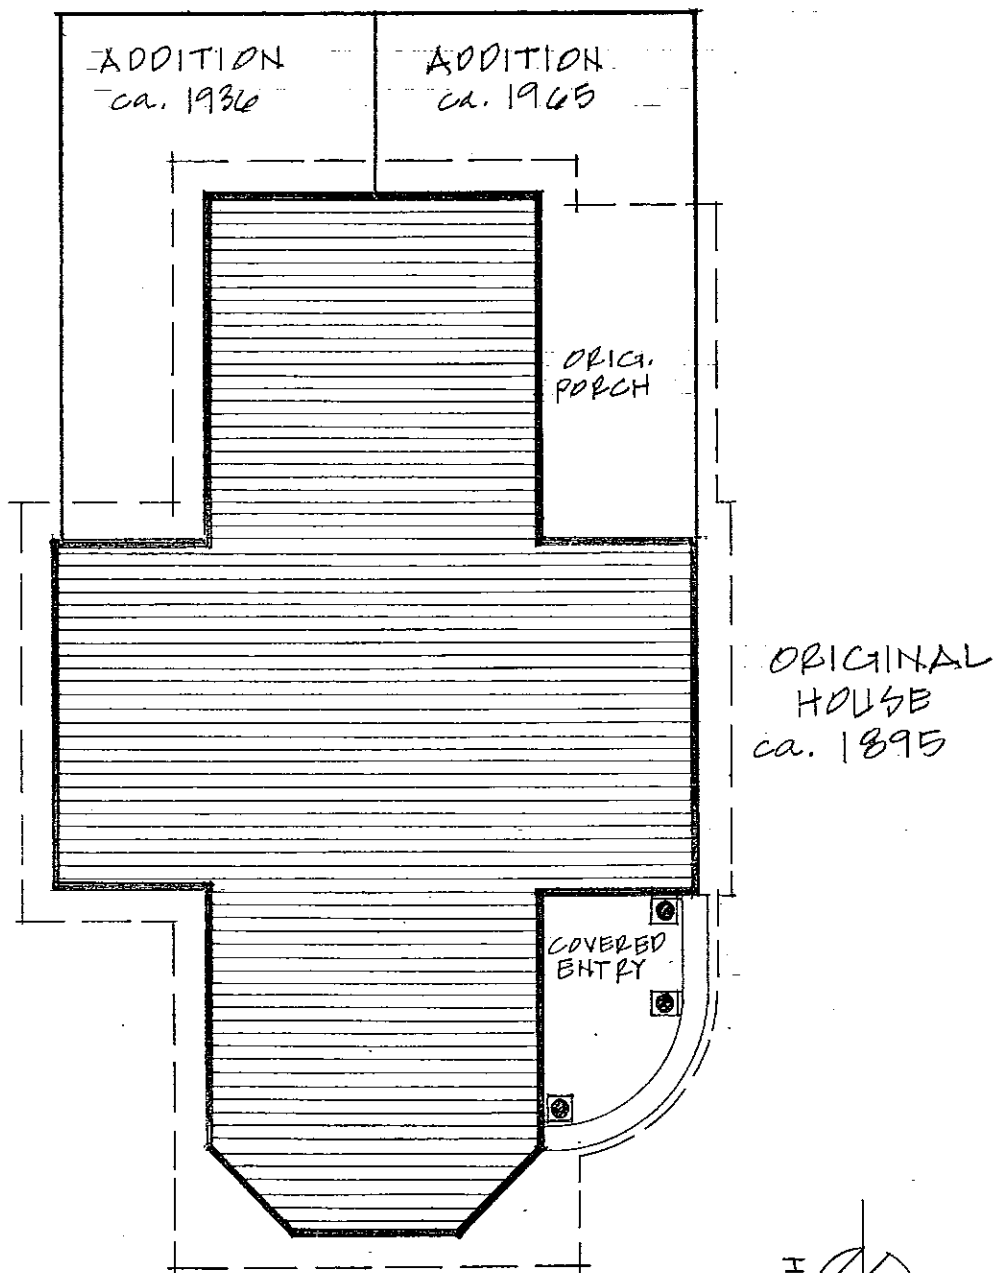 ADDITION
ca. 1936
ADDITION
ca. 1965
ORIG.
PORCH
ORIGINAL
HOUSE
ca. 1895
COVERED
ENTRY